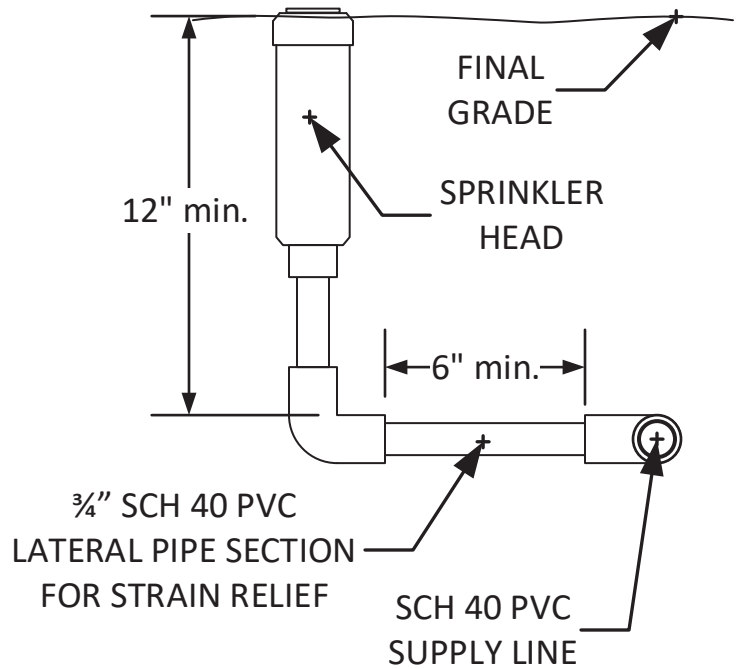 FINAL
GRADE
SPRINKLER
HEAD
12" min.
6" min.
¾” SCH 40 PVC
LATERAL PIPE SECTION
FOR STRAIN RELIEF
SCH 40 PVC
SUPPLY LINE